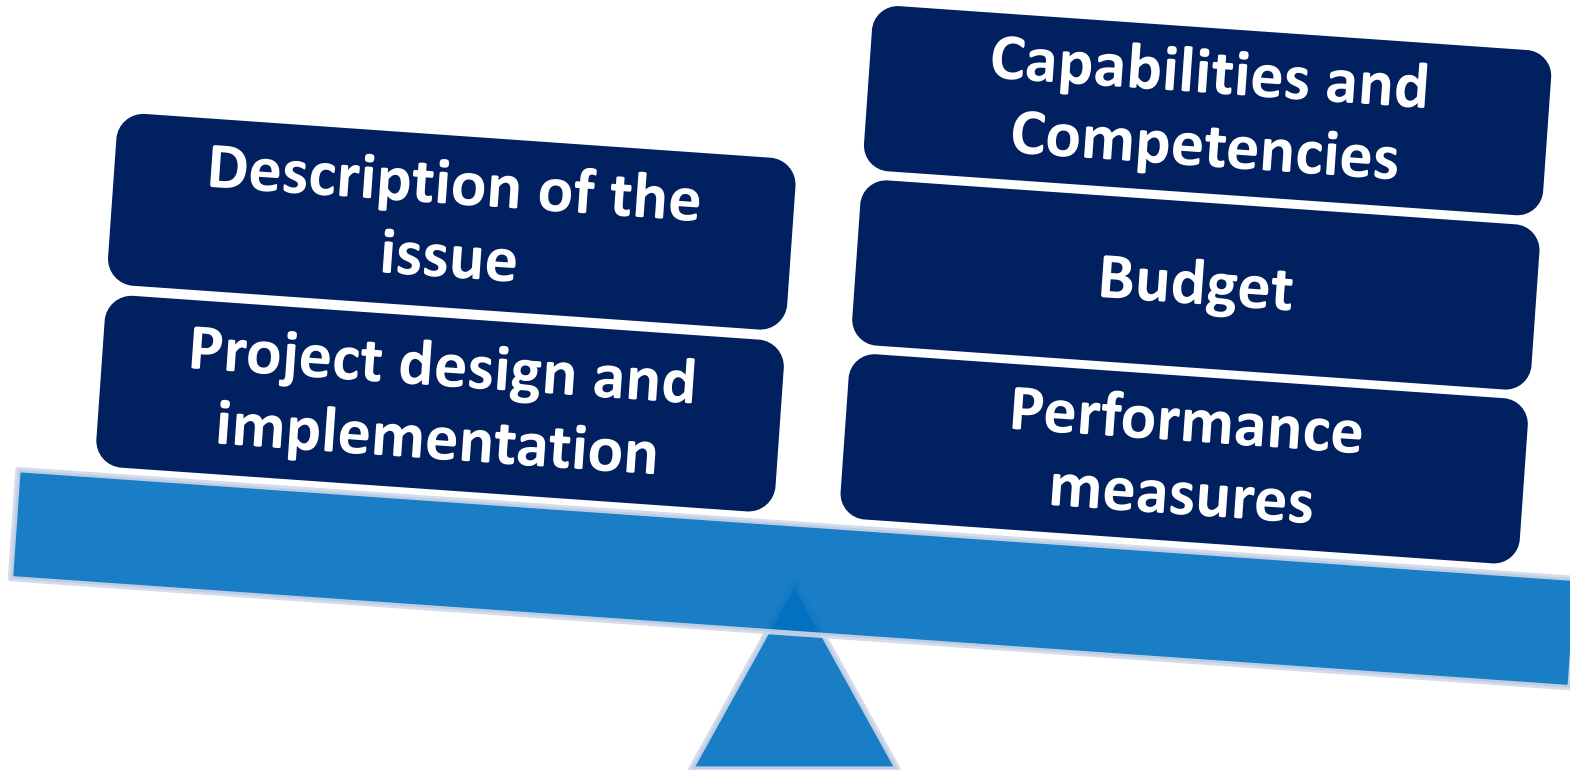 Description of the
issue
Project design and
implementation
Capabilities and
Competencies
Budget
Performance
measures